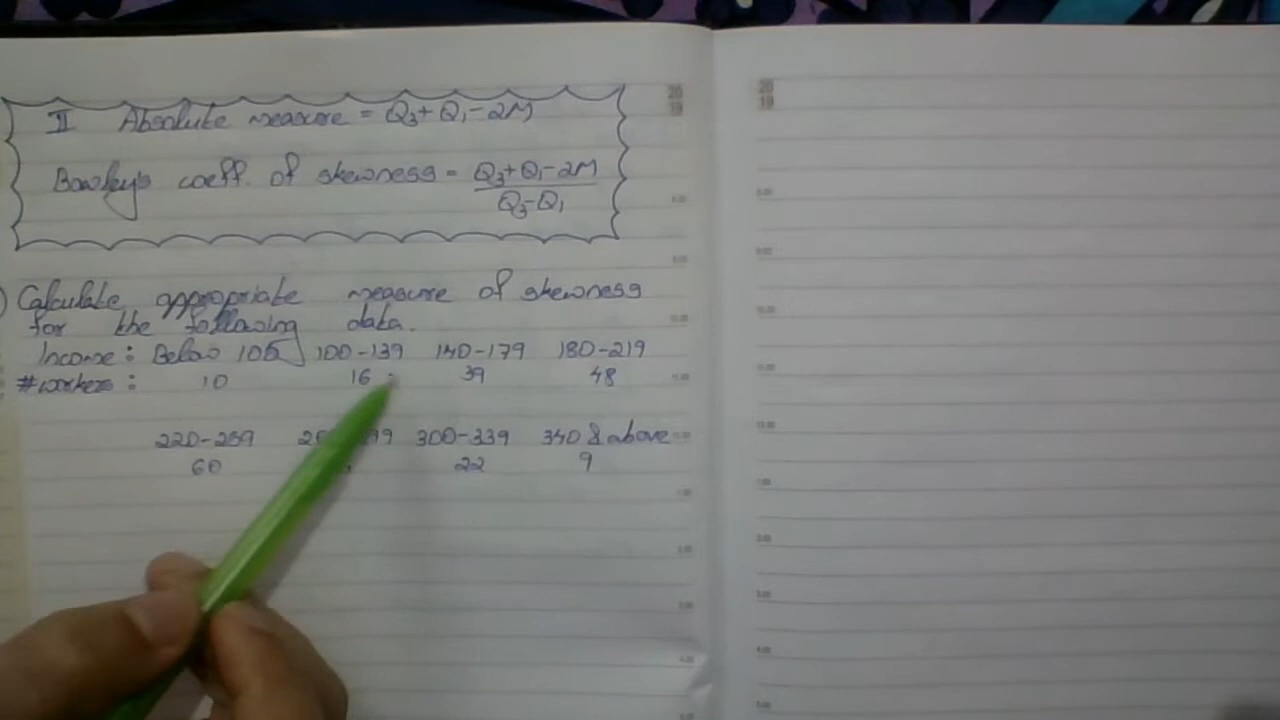 II Absolute measure = Q3+Q1-2M
Bowley's coeff. of skewness = Q3+Q1-2M
Q3-Q1
) Calculate appropriate measure of skewness
for the following data.
Income : Below 100 100-139 140-179 180-219
#workers : 10 16 39 48
220-259 300-339 340 & above
60 22 9
20
19